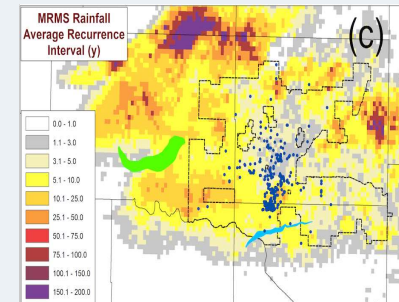 MRMS Rainfall
Average Recurrence
Interval (y)
(c)
0.0 - 1.0
1.1 - 3.0
3.1 - 5.0
5.1 - 10.0
10.1 - 25.0
25.1 - 50.0
50.1 - 75.0
75.1 - 100.0
100.1 - 150.0
150.1 - 200.0